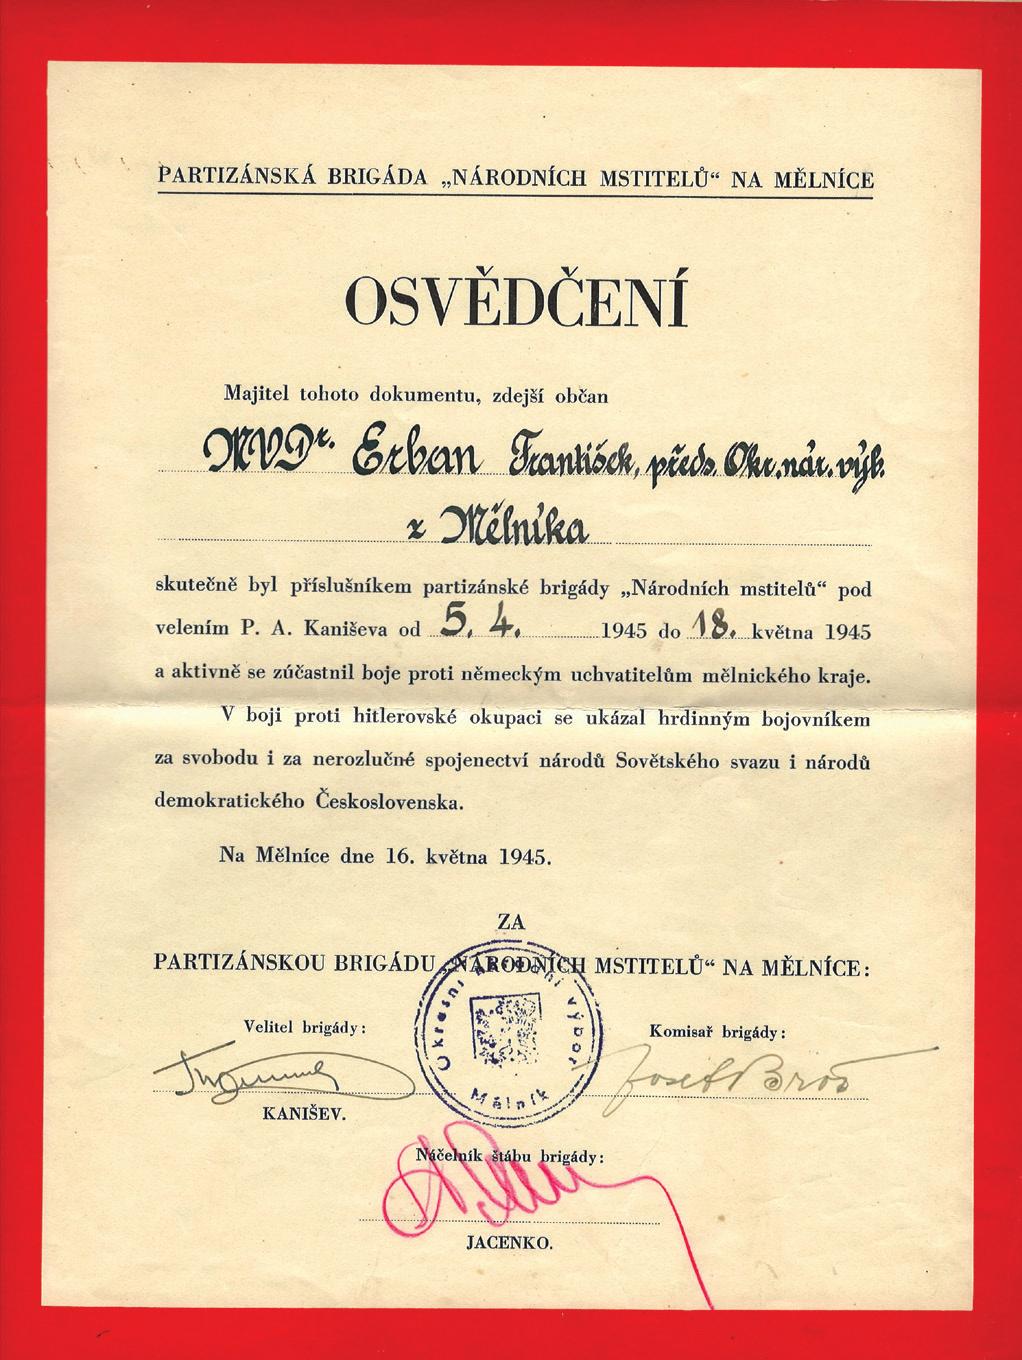 PARTIZÁNSKÁ BRIGÁDA „NÁRODNÍCH MSTITELŮ“ NA MĚLNÍCE
OSVĚDČENÍ
Majitel tohoto dokumentu, zdejší občan
MVDr. Erban František, předs. Okr. nár. výb.
z Mělníka
skutečně byl příslušníkem partizánské brigády „Národních mstitelů“ pod
velením P. A. Kaniševa od 5. 4. 1945 do 18. května 1945
a aktivně se zúčastnil boje proti německým uchvatitelům mělnického kraje.
V boji proti hitlerovské okupaci se ukázal hrdinným bojovníkem
za svobodu i za nerozlučné spojenectví národů Sovětského svazu i národů
demokratického Československa.
Na Mělníce dne 16. května 1945.
ZA
PARTIZÁNSKOU BRIGÁDU „NÁRODNÍCH MSTITELŮ“ NA MĚLNÍCE:
Okresní národní výbor
Mělník
Velitel brigády:
Komisař brigády:
Josef Brož
KANIŠEV.
Náčelník štábu brigády:
JACENKO.